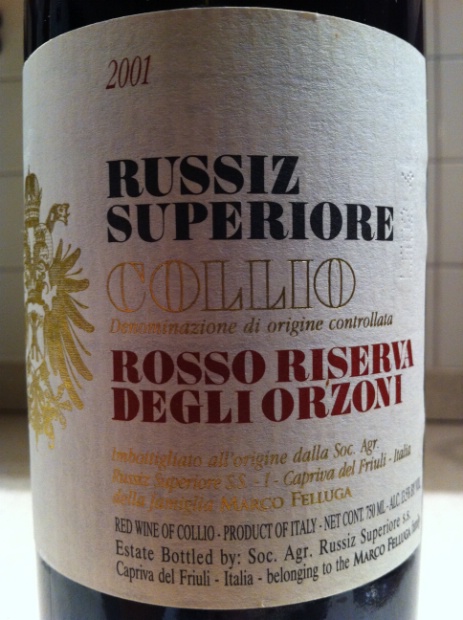 2001
RUSSIZ
SUPERIORE
COLLIO
Denominazione di origine controllata
ROSSO RISERVA
DEGLI ORZONI
Imbottigliato all'origine dalla Soc. Agr.
Russiz Superiore S.S. - I - Capriva del Friuli - Italia
della famiglia MARCO FELLUGA
RED WINE OF COLLIO - PRODUCT OF ITALY - NET CONT. 750 ML - ALC. BY VOL.
Estate Bottled by: Soc. Agr. Russiz Superiore s.s.
Capriva del Friuli - Italia - belonging to the MARCO FELLUGA